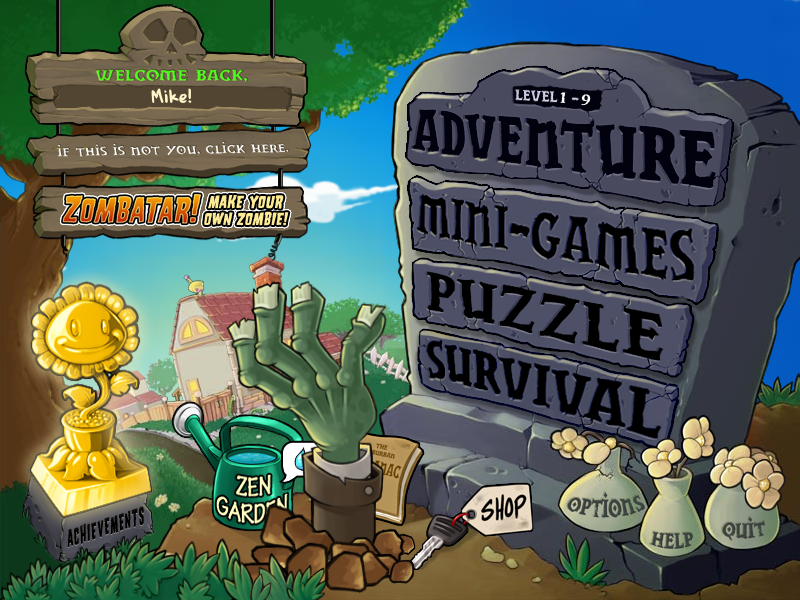 WELCOME BACK,
Mike!
IF THIS IS NOT YOU, CLICK HERE.
ZOMBATAR! MAKE YOUR
OWN ZOMBIE!
LEVEL 1 - 9
ADVENTURE
MINI-GAMES
PUZZLE
SURVIVAL
ACHIEVEMENTS
ZEN
GARDEN
THE
SHOP
OPTIONS
HELP
QUIT